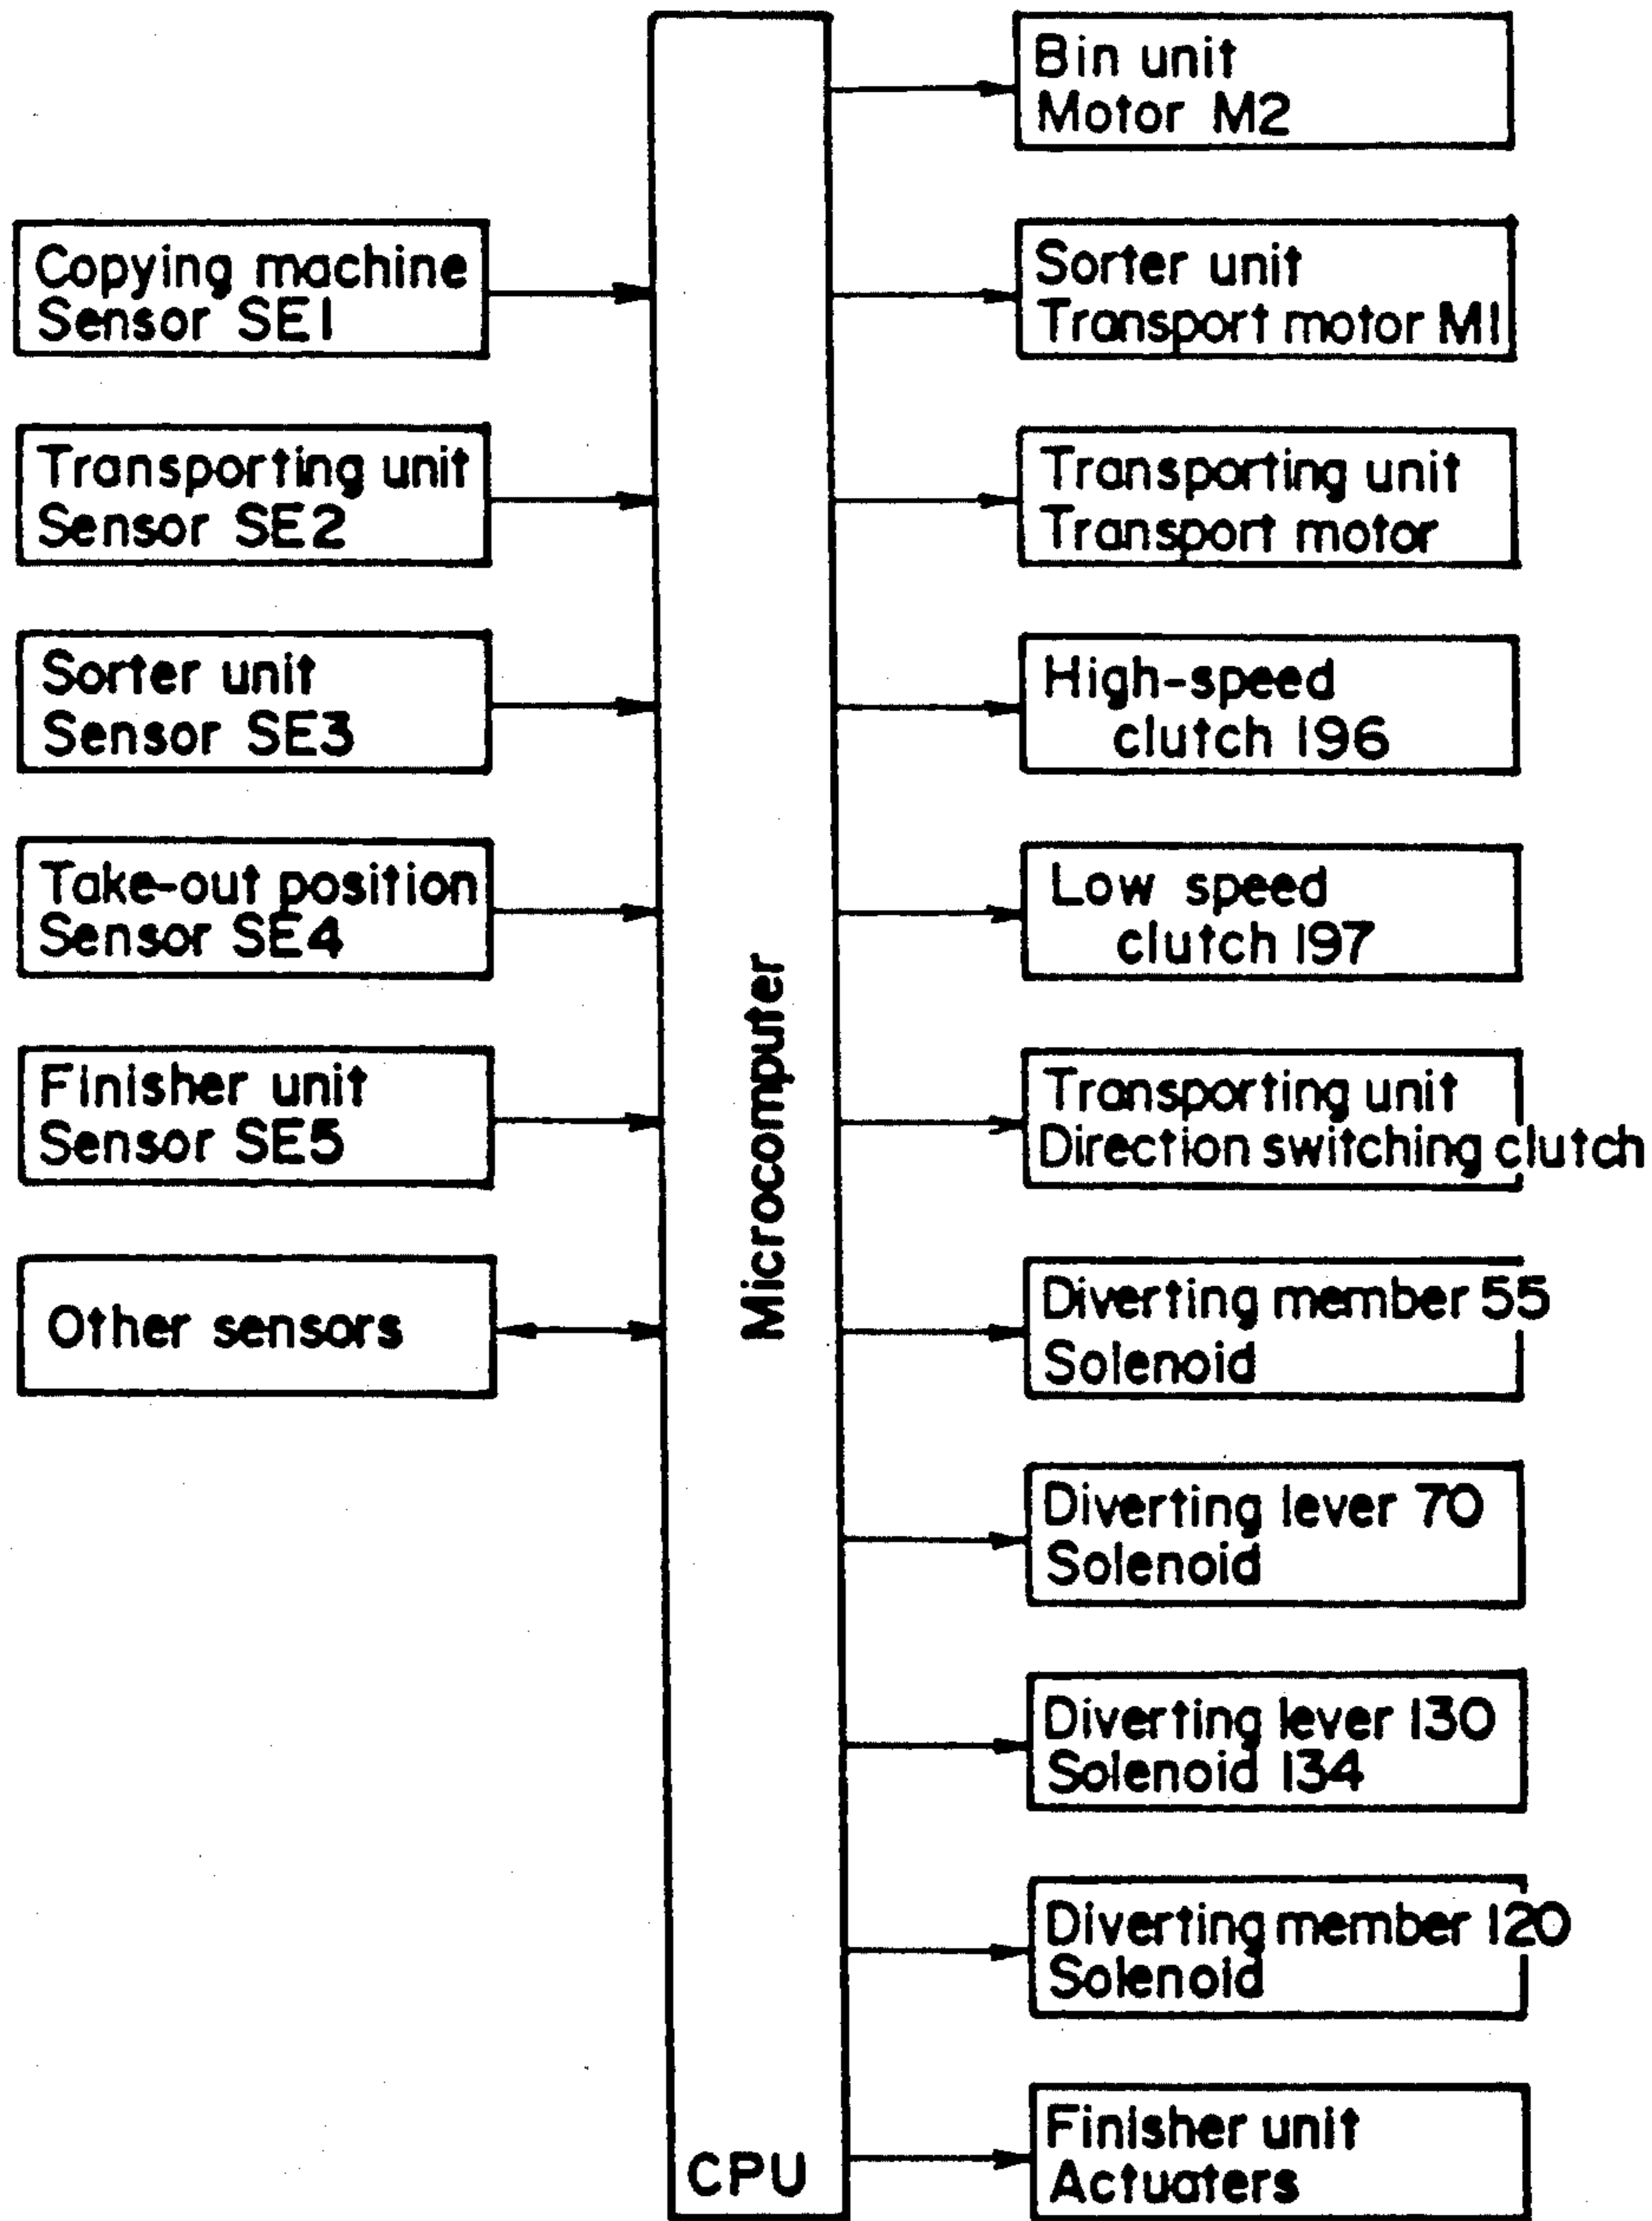 Copying machine
Sensor SE1
Transporting unit
Sensor SE2
Sorter unit
Sensor SE3
Take-out position
Sensor SE4
Finisher unit
Sensor SE5
Other sensors
Microcomputer
CPU
Bin unit
Motor M2
Sorter unit
Transport motor M1
Transporting unit
Transport motor
High-speed
clutch 196
Low speed
clutch 197
Transporting unit
Direction switching clutch
Diverting member 55
Solenoid
Diverting lever 70
Solenoid
Diverting lever 130
Solenoid 134
Diverting member 120
Solenoid
Finisher unit
Actuaters